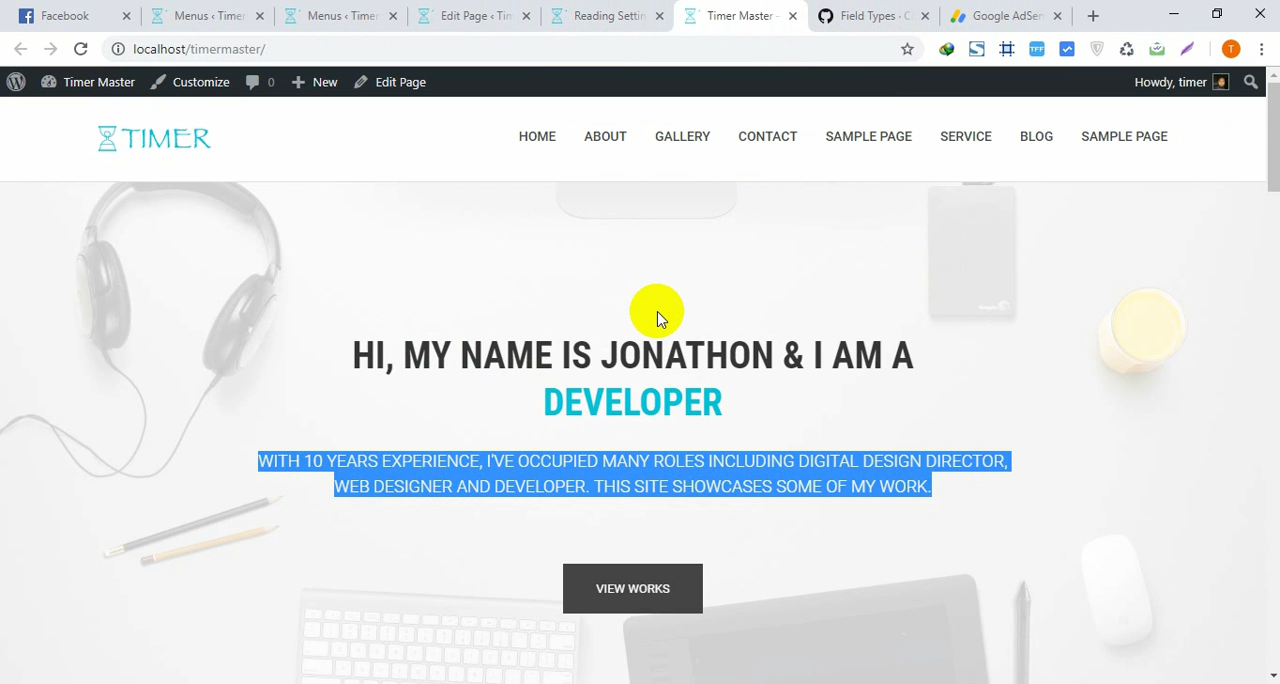 Facebook
Menus ‹ Timer
Menus ‹ Timer
Edit Page ‹ Tim
Reading Settin
Timer Master -
Field Types · C
Google AdSen
localhost/timermaster/
TFF
T
Timer Master
Customize
0
New
Edit Page
Howdy, timer
TIMER
HOME
ABOUT
GALLERY
CONTACT
SAMPLE PAGE
SERVICE
BLOG
SAMPLE PAGE
HI, MY NAME IS JONATHON & I AM A
DEVELOPER
WITH 10 YEARS EXPERIENCE, I'VE OCCUPIED MANY ROLES INCLUDING DIGITAL DESIGN DIRECTOR,
WEB DESIGNER AND DEVELOPER. THIS SITE SHOWCASES SOME OF MY WORK.
VIEW WORKS